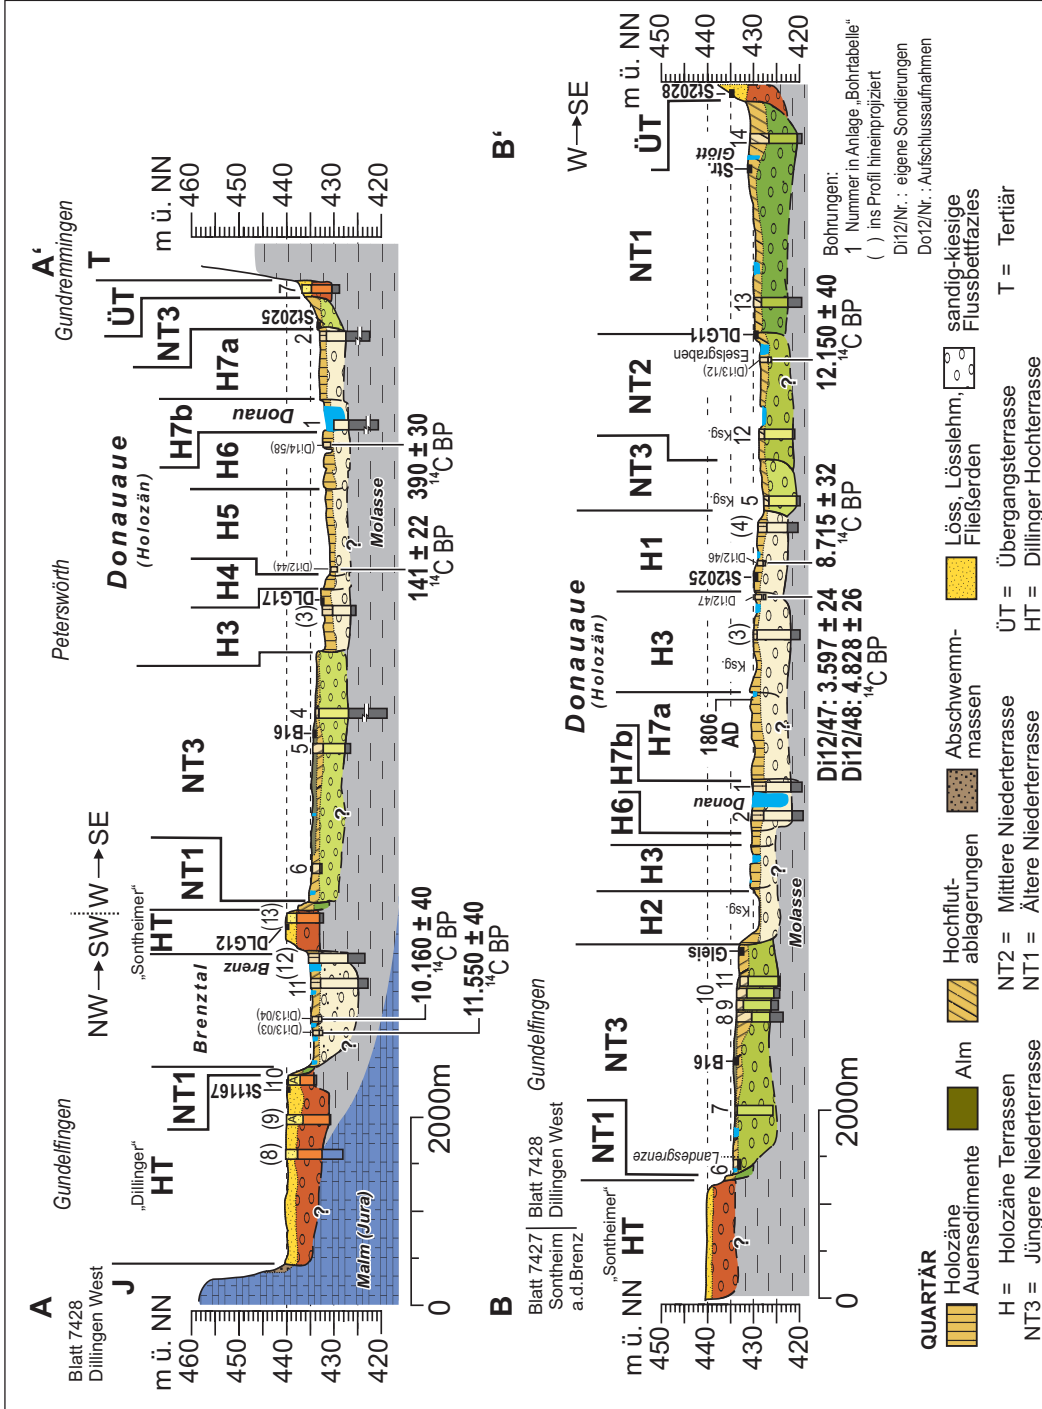 A
A'
Blatt 7428
Dillingen West
Gundelfingen
NW→SW W→SE
Peterswörth
Gundremmingen
„Dillinger“
„Sontheimer“
Brenztal
Donauaue
(Holozän)
J
HT
NT1
HT
NT1
NT3
H3
H4
H5
H6
H7b
H7a
NT3
ÜT
T
m ü. NN
460
450
440
430
420
m ü. NN
460
450
440
430
420
(8)
(9)
10
St1167
(Di13/03)
(Di13/04)
11
(12)
Brenz
DLG12
(13)
6
5
B16
4
(3)
DLG17
(Di12/44)
(Di14/58)
1
Donau
2
St2025
7
A
A
?
?
?
?
Malm (Jura)
Molasse
10.160 ± 40
14C BP
11.550 ± 40
14C BP
141 ± 22
14C BP
390 ± 30
14C BP
0
2000m
B
B'
Blatt 7427
Sontheim
a.d.Brenz
Blatt 7428
Dillingen West
Gundelfingen
Donauaue
(Holozän)
W→SE
„Sontheimer“
HT
NT1
NT3
H2
H3
H6
H7b
H7a
H3
H1
NT3
NT2
NT1
ÜT
m ü. NN
450
440
430
420
m ü. NN
450
440
430
420
6
Landesgrenze
7
B16
8
9
10
11
Gleis
Ksg.
2
Donau
1
1806
AD
Ksg.
(3)
Di12/47
St2025
Di12/46
(4)
5
Ksg.
12
Ksg.
(Di13/12)
Eselsgraben
DLG11
13
Str.
Glött
14
St2028
?
?
?
?
Molasse
Di12/47: 3.597 ± 24
Di12/48: 4.828 ± 26
14C BP
8.715 ± 32
14C BP
12.150 ± 40
14C BP
0
2000m
Bohrungen:
1 Nummer in Anlage „Bohrtabelle“
( ) ins Profil hineinprojiziert
Di12/Nr. : eigene Sondierungen
Do12/Nr. : Aufschlussaufnahmen
QUARTÄR
Holozäne
Auensedimente
Alm
Hochflut-
ablagerungen
Abschwemm-
massen
Löss, Lösslehm,
Fließerden
sandig-kiesige
Flussbettfazies
H = Holozäne Terrassen
NT3 = Jüngere Niederterrasse
NT2 = Mittlere Niederterrasse
NT1 = Ältere Niederterrasse
ÜT = Übergangsterrasse
HT = Dillinger Hochterrasse
T = Tertiär